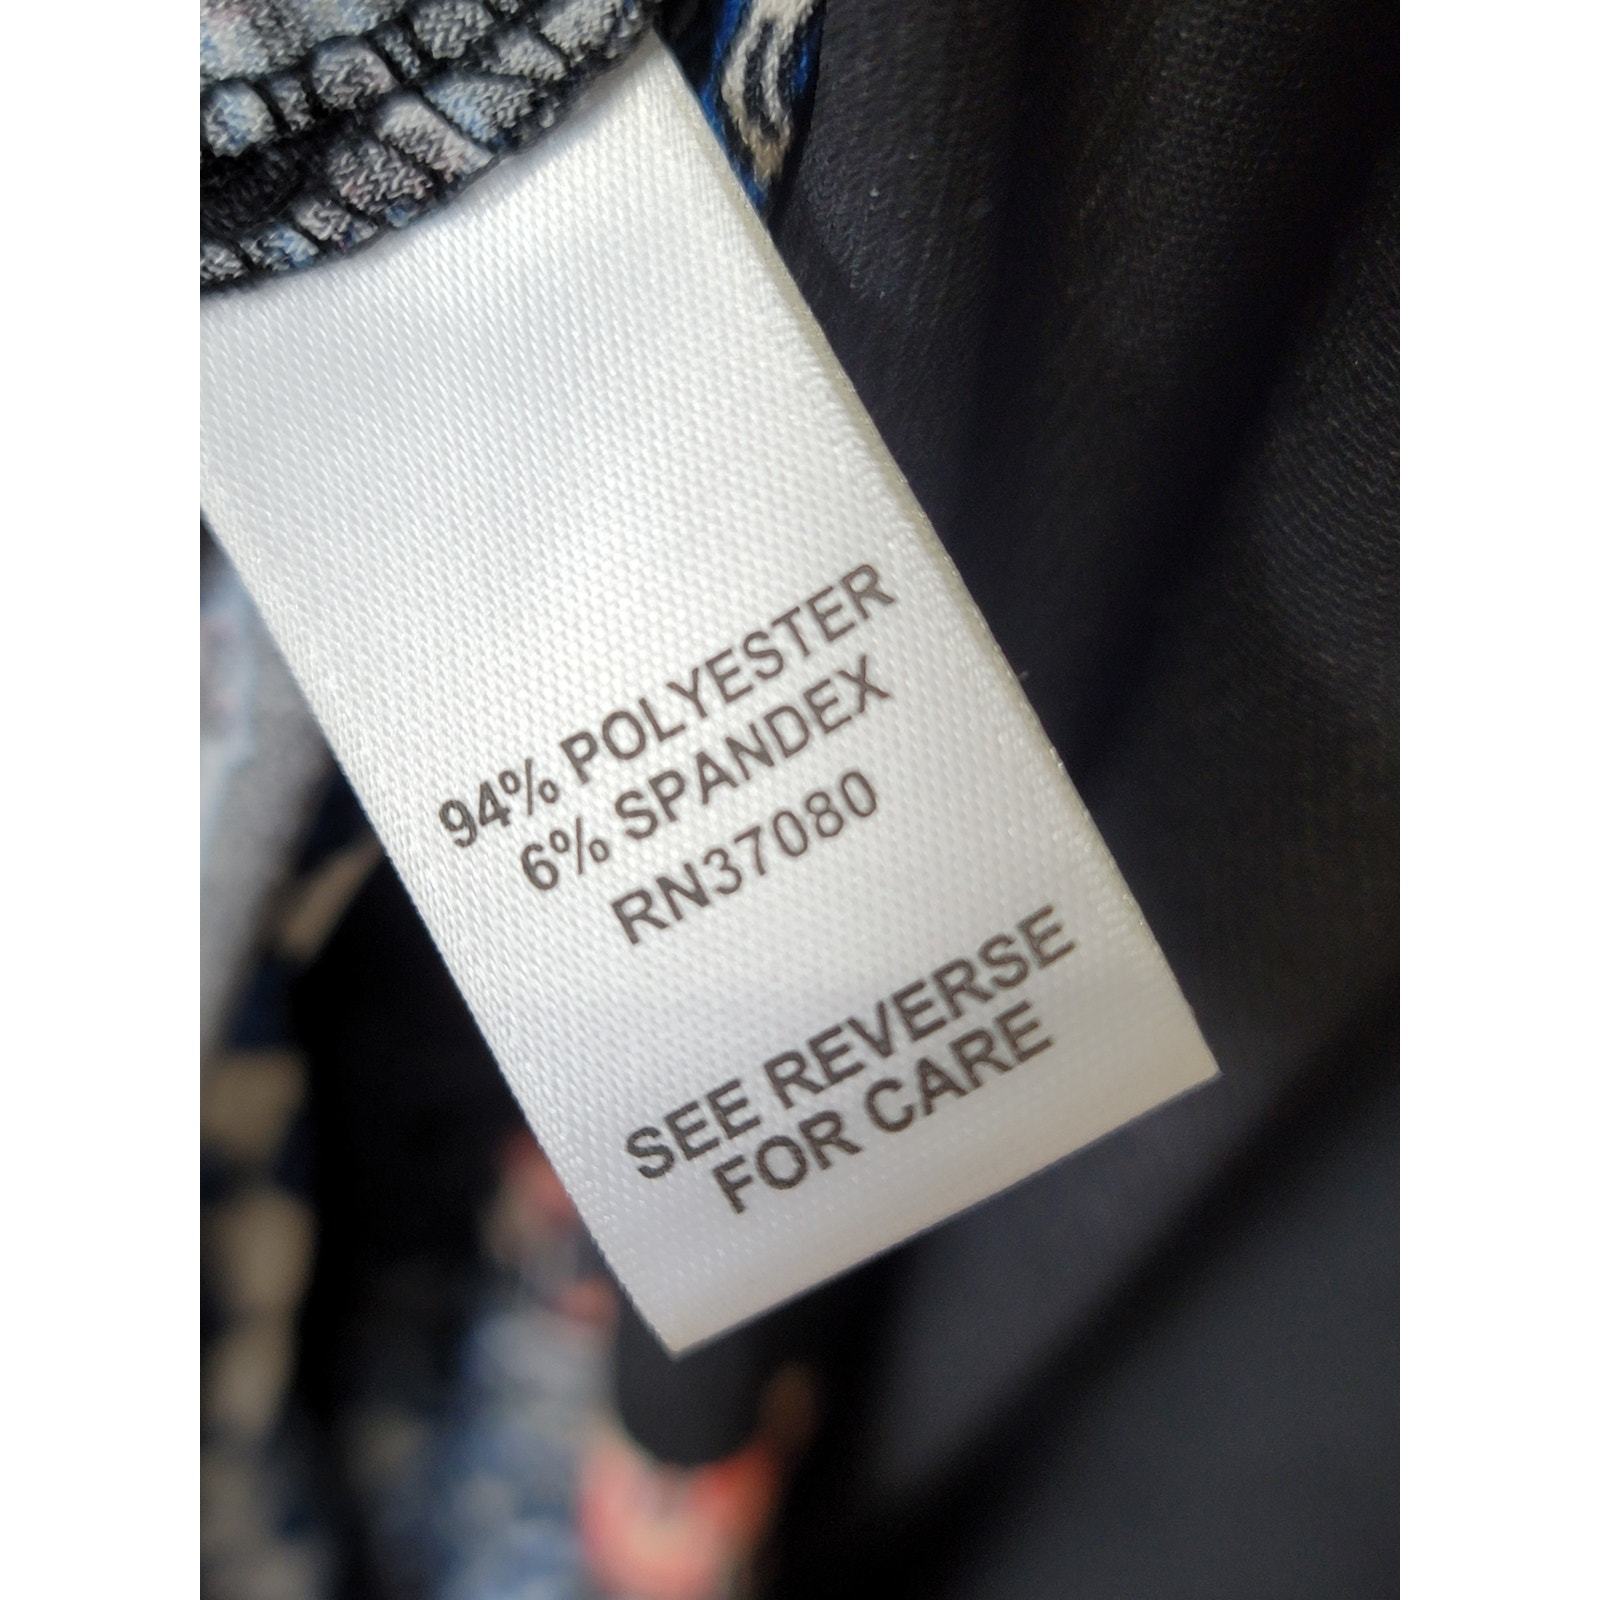 94% POLYESTER
6% SPANDEX
RN37080
SEE REVERSE
FOR CARE